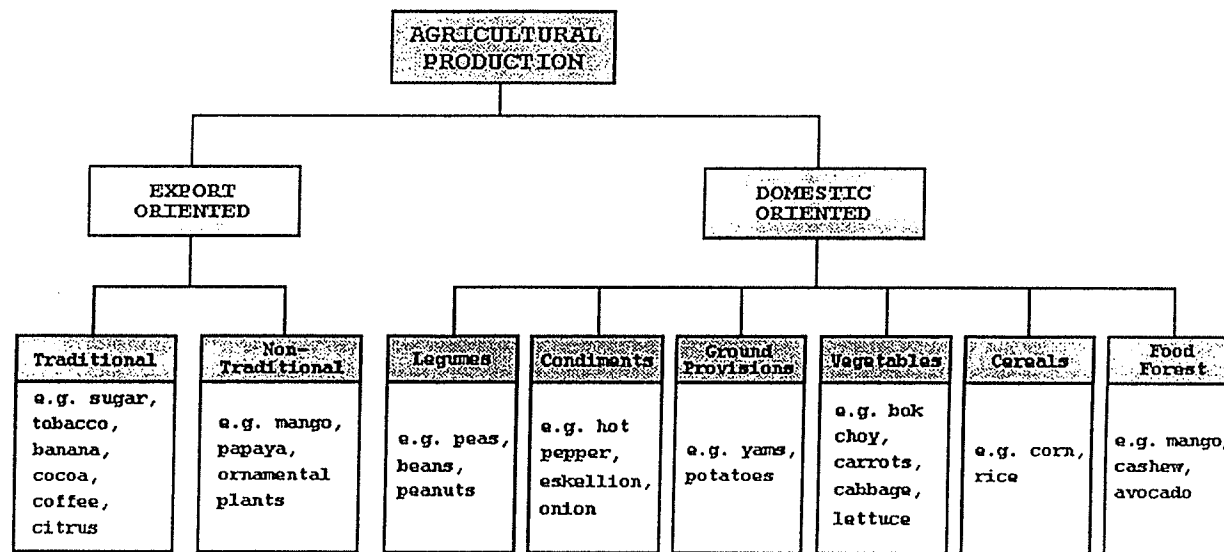 AGRICULTURAL
PRODUCTION
EXPORT
ORIENTED
DOMESTIC
ORIENTED
Traditional
e.g. sugar,
tobacco,
banana,
cocoa,
coffee,
citrus
Non-
Traditional
e.g. mango,
papaya,
ornamental
plants
Legumes
e.g. peas,
beans,
peanuts
Condiments
e.g. hot
pepper,
eskellion,
onion
Ground
Provisions
e.g. yams,
potatoes
Vegetables
e.g. bok
choy,
carrots,
cabbage,
lettuce
Cereals
e.g. corn,
rice
Food
Forest
e.g. mango,
cashew,
avocado